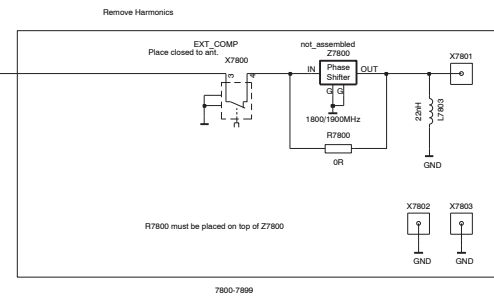 Remove Harmonics
EXT_COMP
Place closed to ant.
X7800
3
4
not_assembled
Z7800
IN
Phase
Shifter
OUT
G
G
1800/1900MHz
R7800
0R
X7801
22nH
L7803
GND
R7800 must be placed on top of Z7800
X7802
X7803
GND
GND
7800-7899